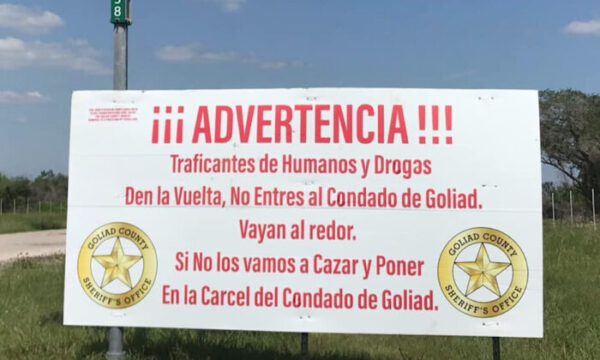 58
¡¡¡ ADVERTENCIA !!!
Traficantes de Humanos y Drogas
Den la Vuelta, No Entres al Condado de Goliad.
Vayan al redor.
Si No los vamos a Cazar y Poner
En la Carcel del Condado de Goliad.
GOLIAD COUNTY
SHERIFF'S OFFICE
GOLIAD COUNTY
SHERIFF'S OFFICE